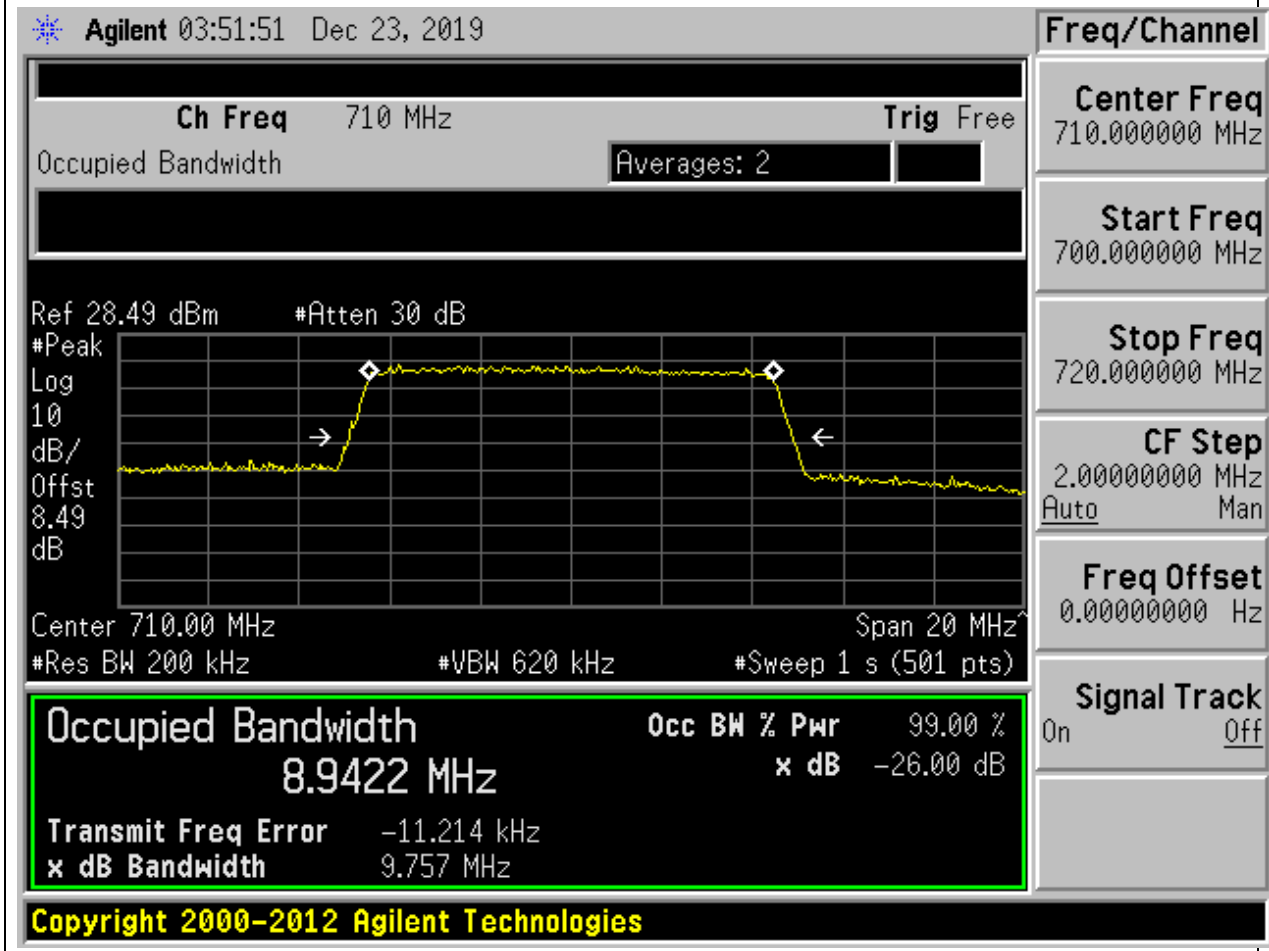 Agilent 03:51:51 Dec 23, 2019
Ch Freq 710 MHz Trig Free
Occupied Bandwidth Averages: 2
Ref 28.49 dBm #Atten 30 dB
#Peak
Log
10
dB/
Offst
8.49
dB
Center 710.00 MHz Span 20 MHz^
#Res BW 200 kHz #VBW 620 kHz #Sweep 1 s (501 pts)
Occupied Bandwidth
8.9422 MHz
Occ BW % Pwr 99.00 %
x dB -26.00 dB
Transmit Freq Error -11.214 kHz
x dB Bandwidth 9.757 MHz
Copyright 2000-2012 Agilent Technologies
Freq/Channel
Center Freq
710.000000 MHz
Start Freq
700.000000 MHz
Stop Freq
720.000000 MHz
CF Step
2.00000000 MHz
Auto Man
Freq Offset
0.00000000 Hz
Signal Track
On Off